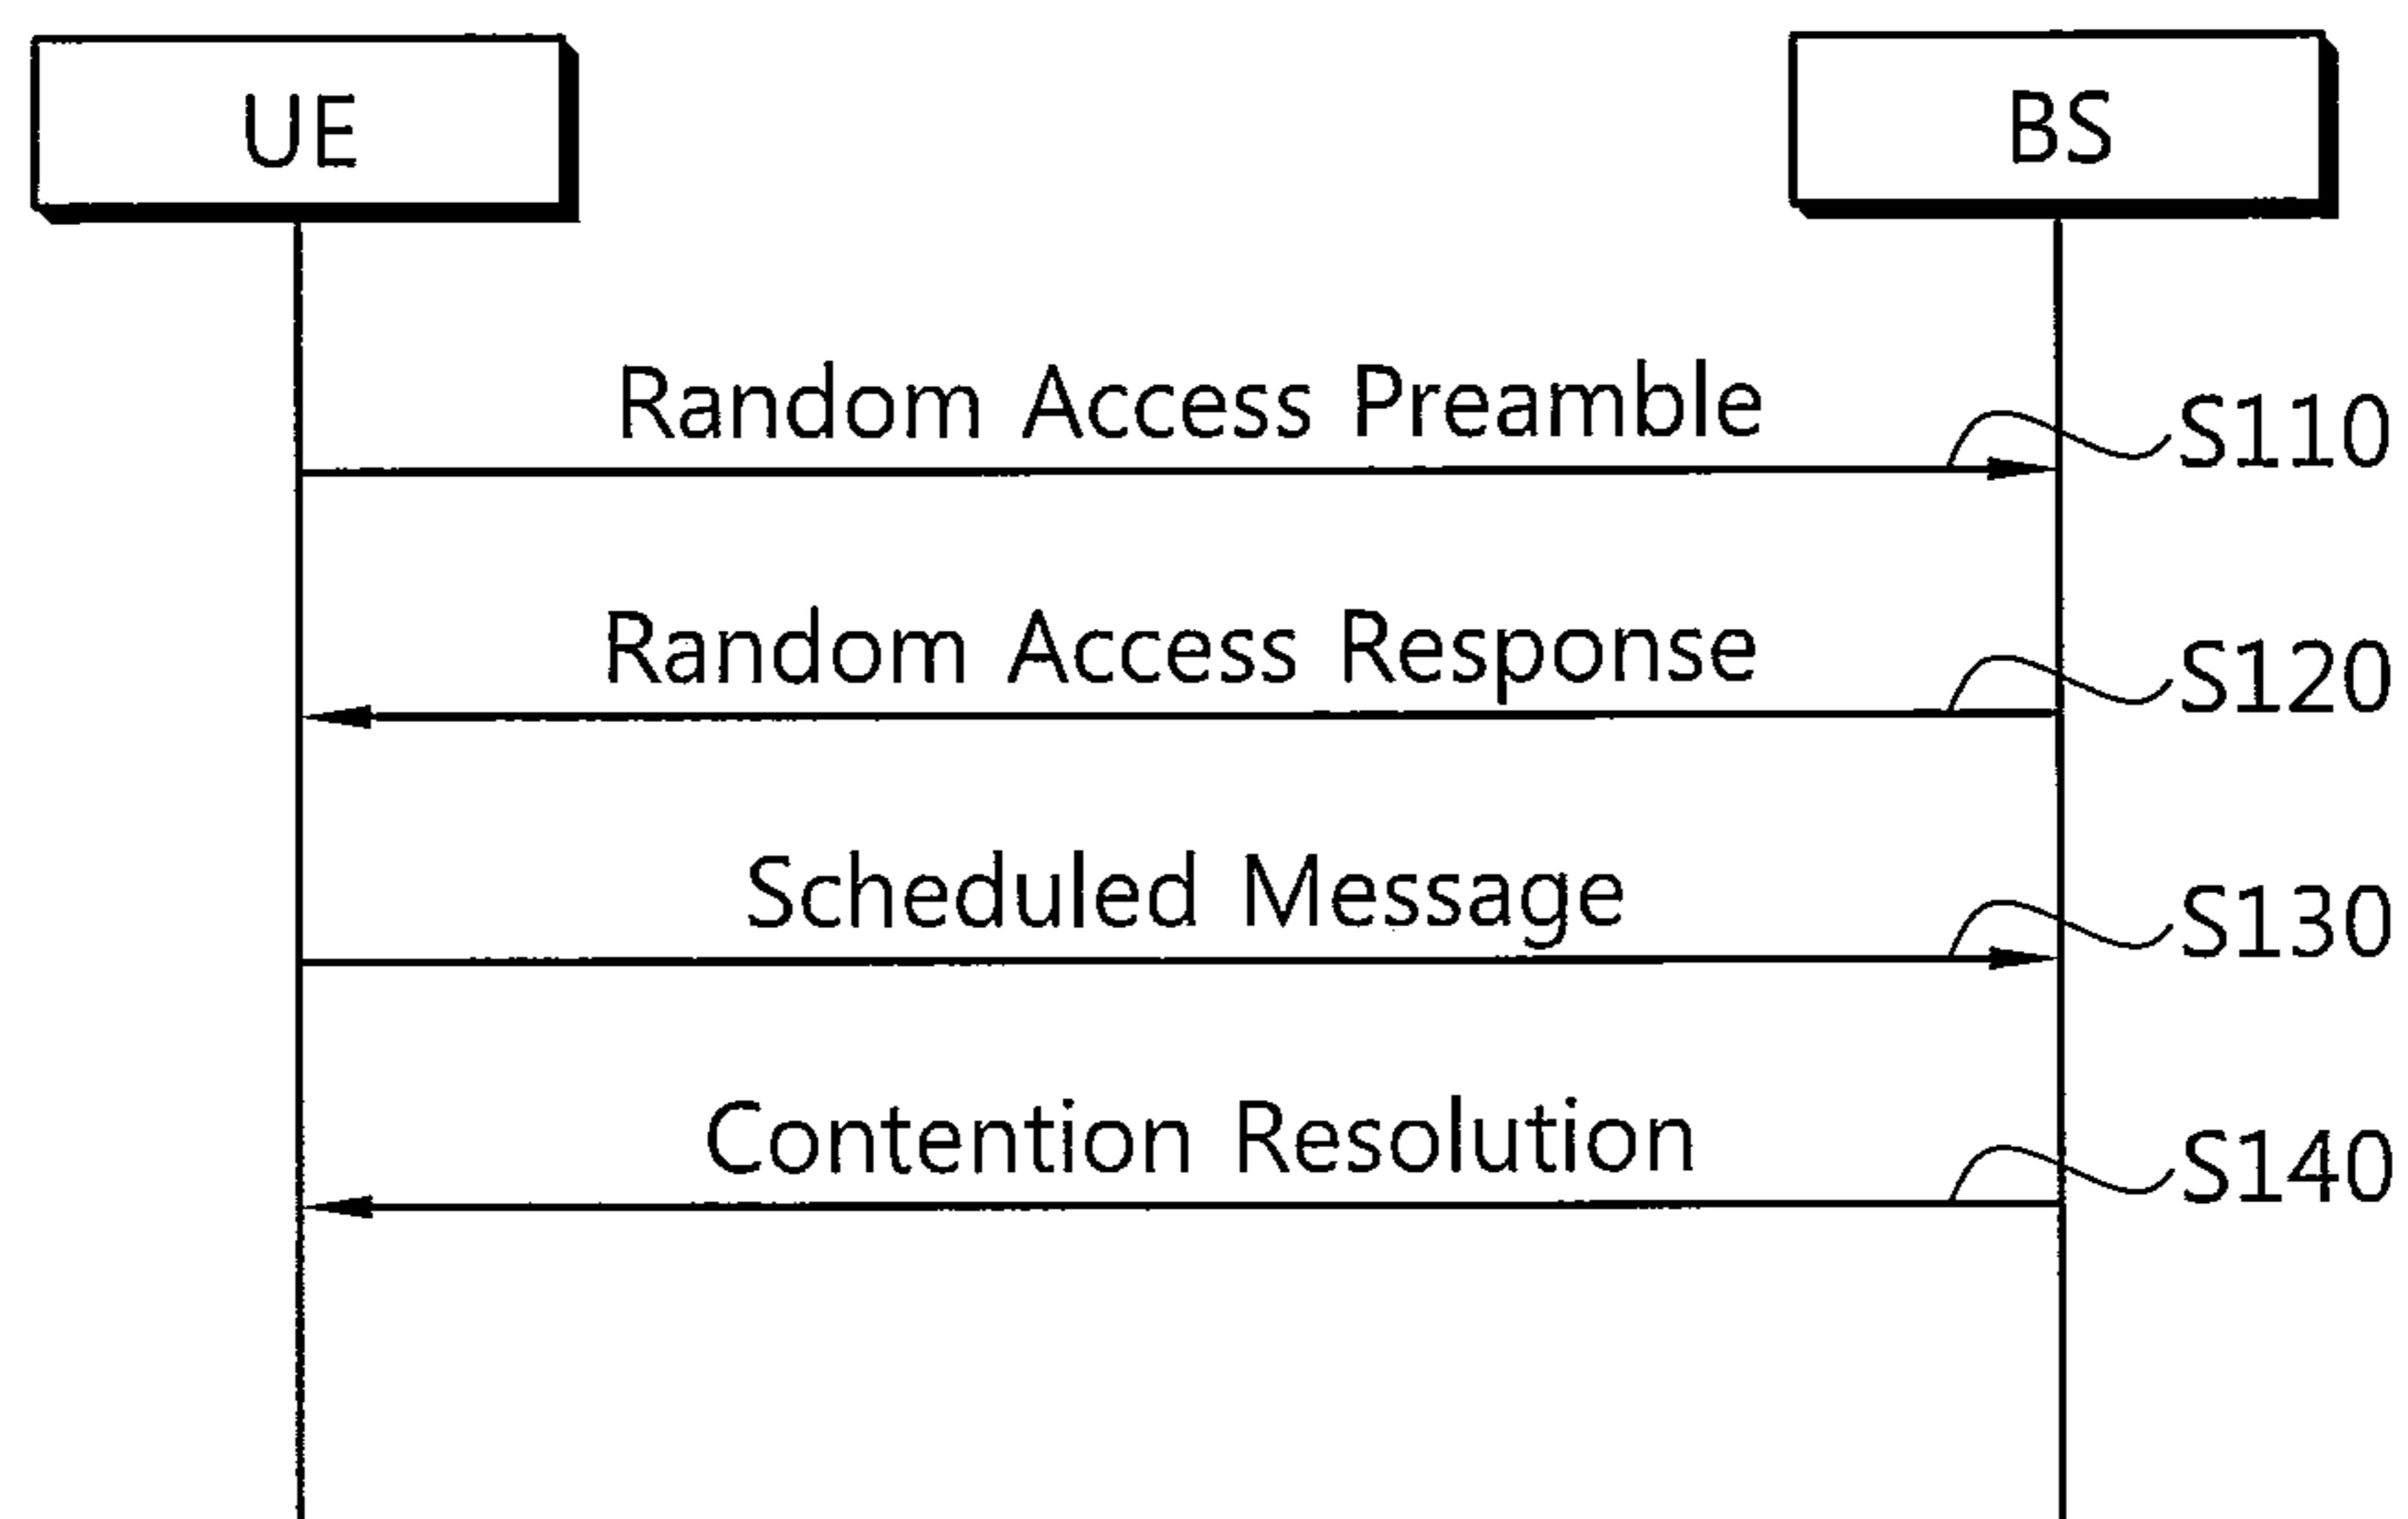 UE
BS
Random Access Preamble
S110
Random Access Response
S120
Scheduled Message
S130
Contention Resolution
S140